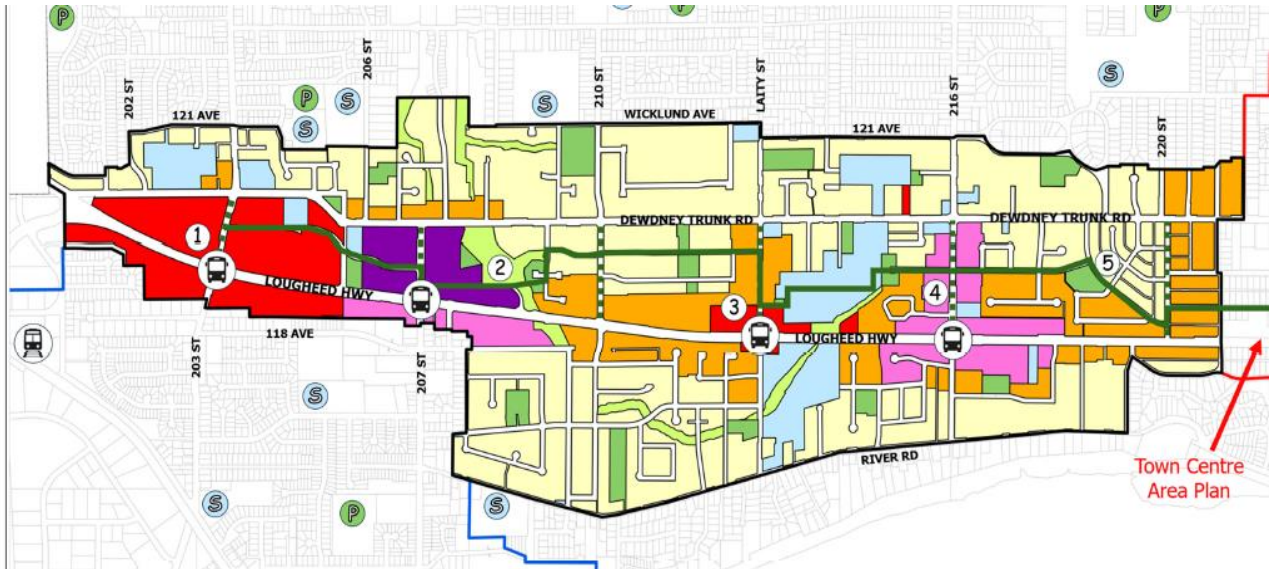 P
P
P
S
S
S
S
S
202 ST
206 ST
210 ST
LAITY ST
216 ST
220 ST
121 AVE
WICKLUND AVE
121 AVE
DEWDNEY TRUNK RD
DEWDNEY TRUNK RD
1
2
3
4
5
LOUGHEED HWY
LOUGHEED HWY
118 AVE
203 ST
207 ST
RIVER RD
S
S
S
P
Town Centre
Area Plan